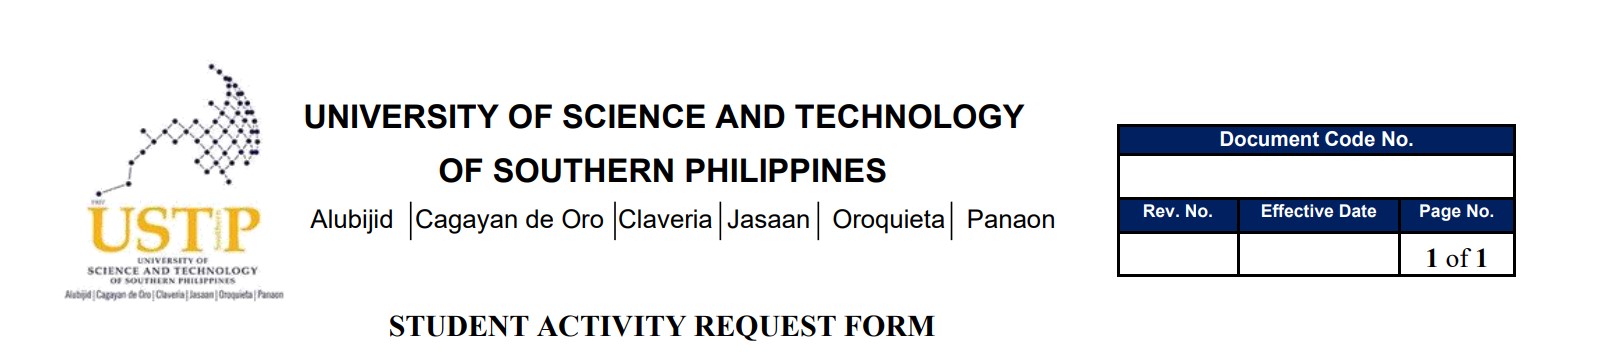 USTP
UNIVERSITY OF
SCIENCE AND TECHNOLOGY
OF SOUTHERN PHILIPPINES
Alubijid | Cagayan de Oro | Claveria | Jasaan | Oroquieta | Panaon
UNIVERSITY OF SCIENCE AND TECHNOLOGY
OF SOUTHERN PHILIPPINES
Alubijid | Cagayan de Oro | Claveria | Jasaan | Oroquieta | Panaon
Document Code No.
Rev. No. Effective Date Page No.
1 of 1
STUDENT ACTIVITY REQUEST FORM